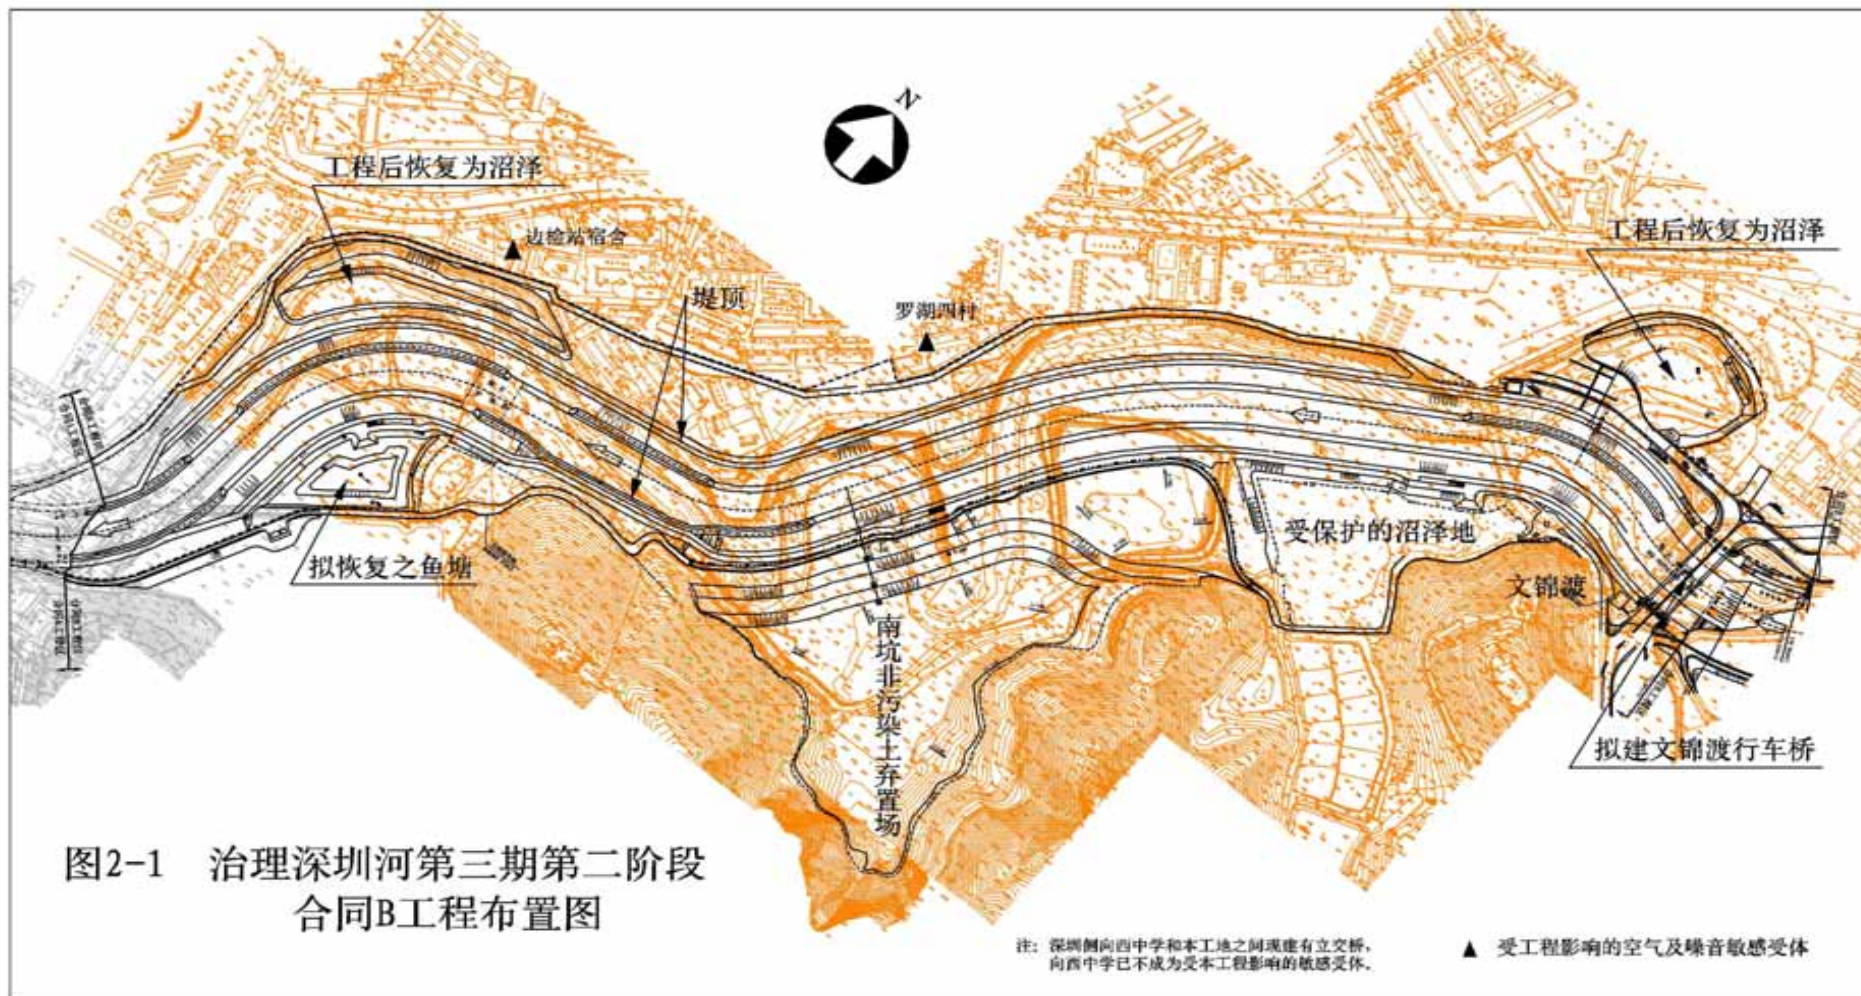 N
工程后恢复为沼泽
边检站宿舍
工程后恢复为沼泽
堤顶
罗湖四村
受保护的沼泽地
拟恢复之鱼塘
文锦渡
南坑非污染土弃置场
拟建文锦渡行车桥
图2-1 治理深圳河第三期第二阶段
合同B工程布置图
注: 深圳侧向西中学和本工地之间现建有立交桥,
向西中学已不成为受本工程影响的敏感受体.
▲ 受工程影响的空气及噪音敏感受体